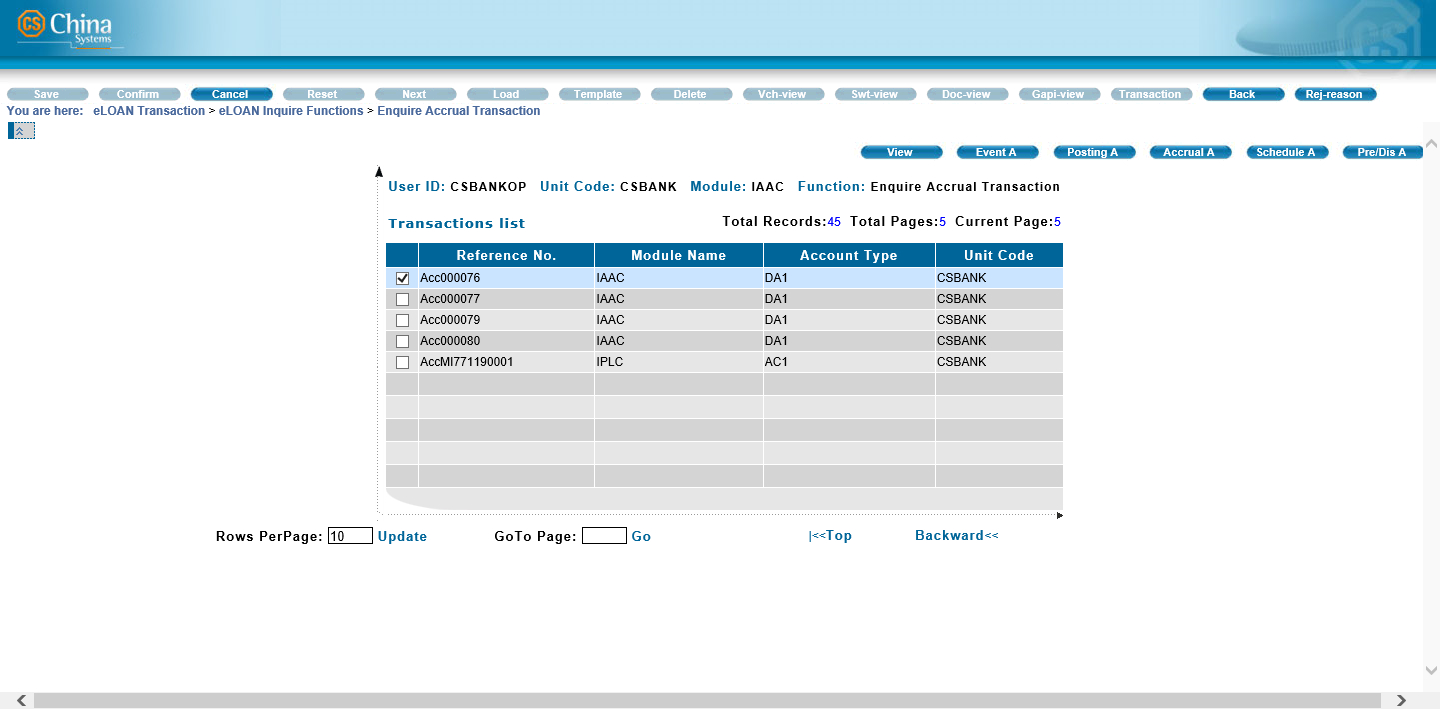 CS China
Systems
CS
Save Confirm Cancel Reset Next Load Template Delete Vch-view Swt-view Doc-view Gapi-view Transaction Back Rej-reason
You are here: eLOAN Transaction > eLOAN Inquire Functions > Enquire Accrual Transaction
View Event A Posting A Accrual A Schedule A Pre/Dis A
User ID: CSBANKOP Unit Code: CSBANK Module: IAAC Function: Enquire Accrual Transaction
Transactions list Total Records:45 Total Pages:5 Current Page:5
Reference No. Module Name Account Type Unit Code
Acc000076 IAAC DA1 CSBANK
Acc000077 IAAC DA1 CSBANK
Acc000079 IAAC DA1 CSBANK
Acc000080 IAAC DA1 CSBANK
AccMI771190001 IPLC AC1 CSBANK
Rows PerPage: 10 Update GoTo Page: Go |<<Top Backward<<